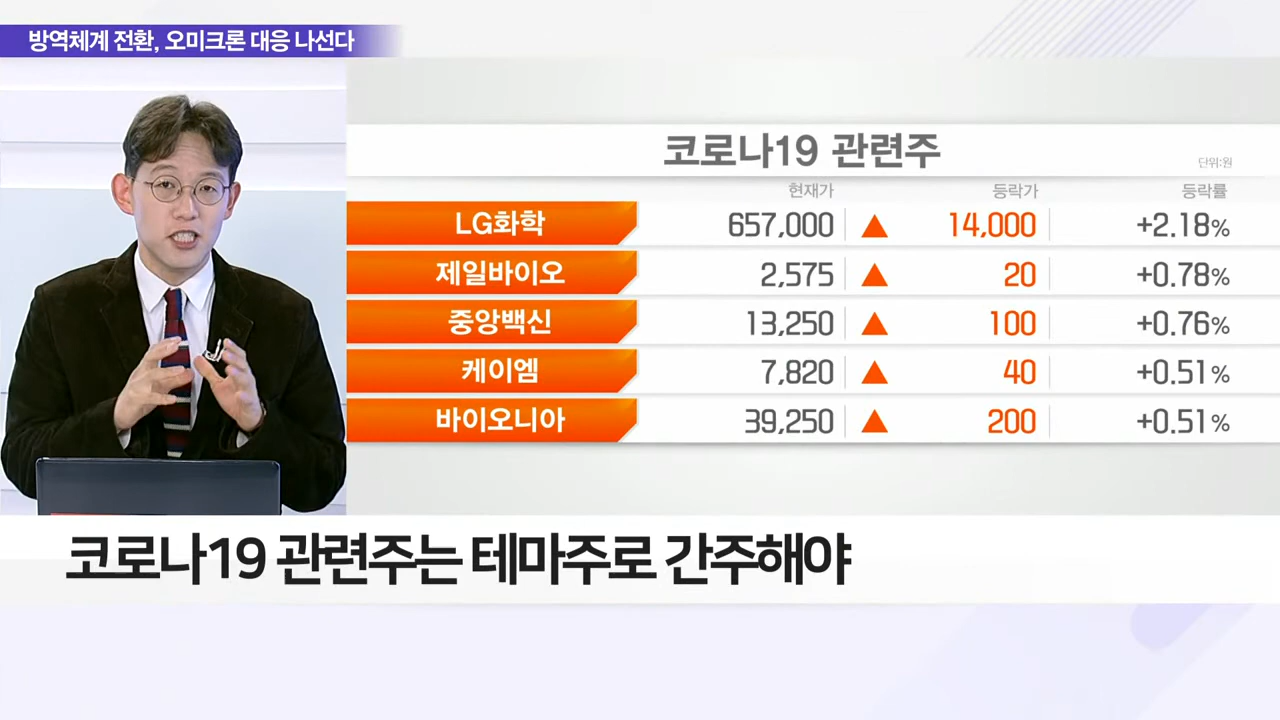 방역체계 전환, 오미크론 대응 나선다
코로나19 관련주
단위:원
현재가 등락가 등락률
LG화학 657,000 ▲ 14,000 +2.18%
제일바이오 2,575 ▲ 20 +0.78%
중앙백신 13,250 ▲ 100 +0.76%
케이엠 7,820 ▲ 40 +0.51%
바이오니아 39,250 ▲ 200 +0.51%
코로나19 관련주는 테마주로 간주해야